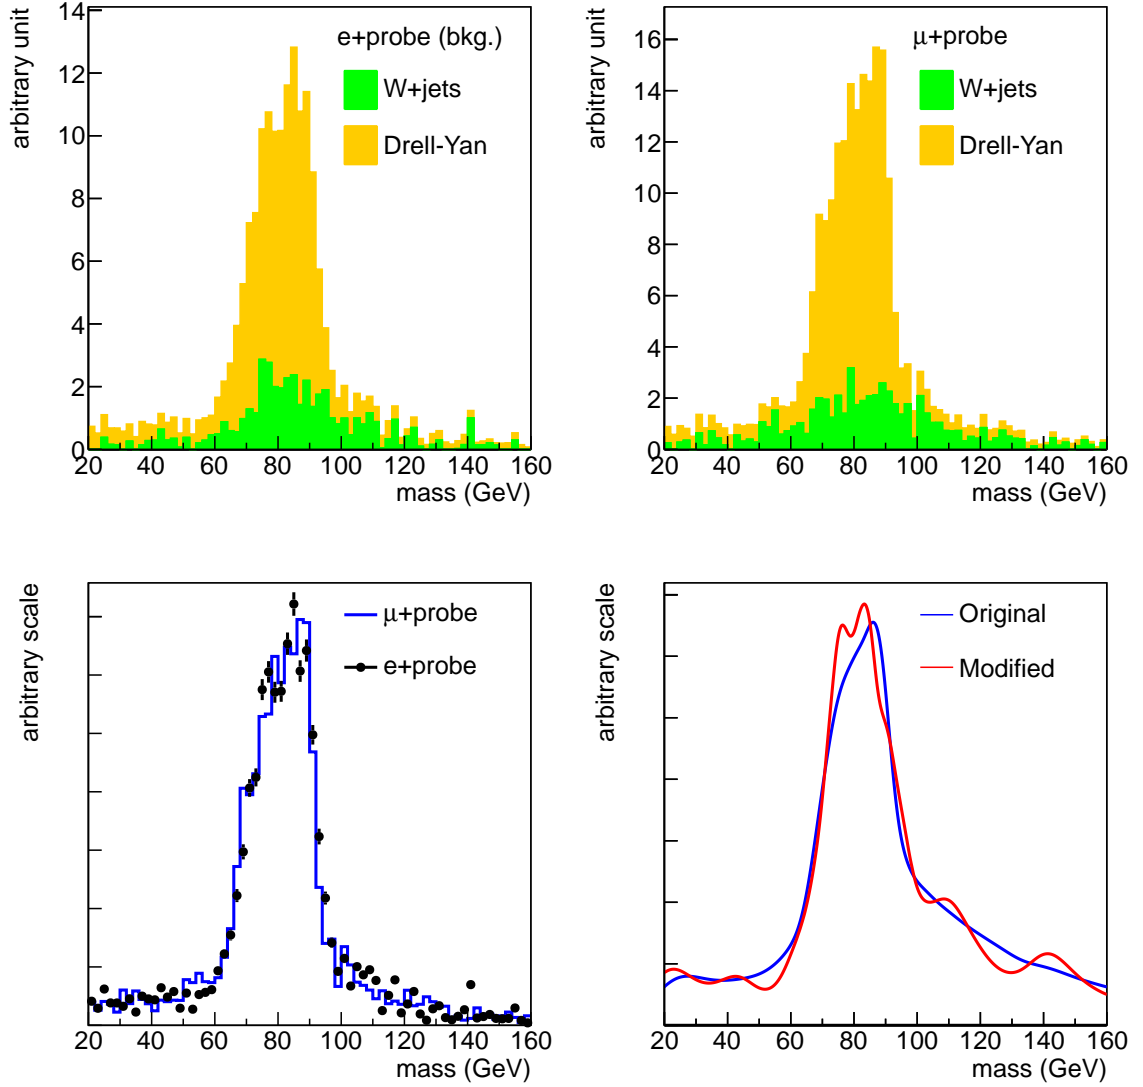 arbitrary unit
14
12
10
8
6
4
2
0
e+probe (bkg.)
W+jets
Drell-Yan
20 40 60 80 100 120 140 160
mass (GeV)
arbitrary unit
16
14
12
10
8
6
4
2
0
μ+probe
W+jets
Drell-Yan
20 40 60 80 100 120 140 160
mass (GeV)
arbitrary scale
μ+probe
e+probe
20 40 60 80 100 120 140 160
mass (GeV)
arbitrary scale
Original
Modified
20 40 60 80 100 120 140 160
mass (GeV)